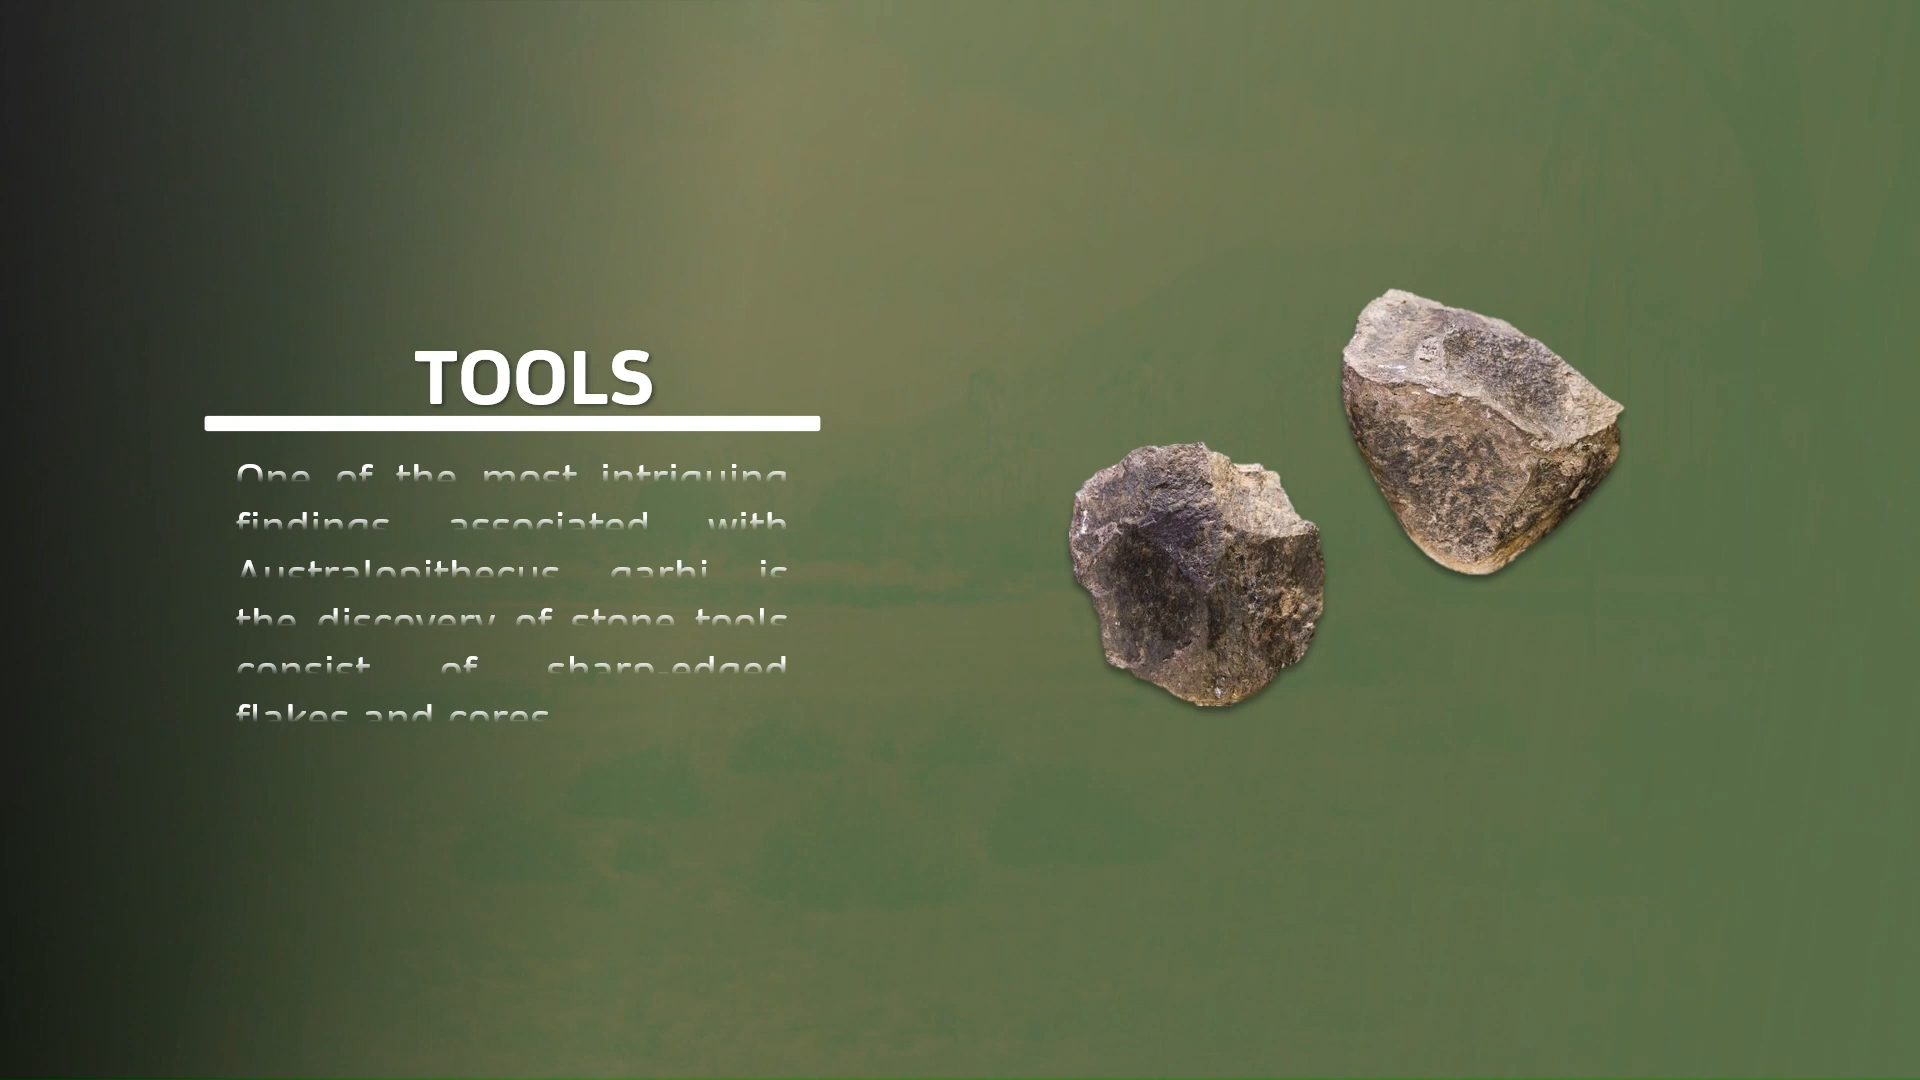 TOOLS
One of the most intriguing
findings associated with
Australopithecus garhi is
the discovery of stone tools
consist of sharp-edged
flakes and cores